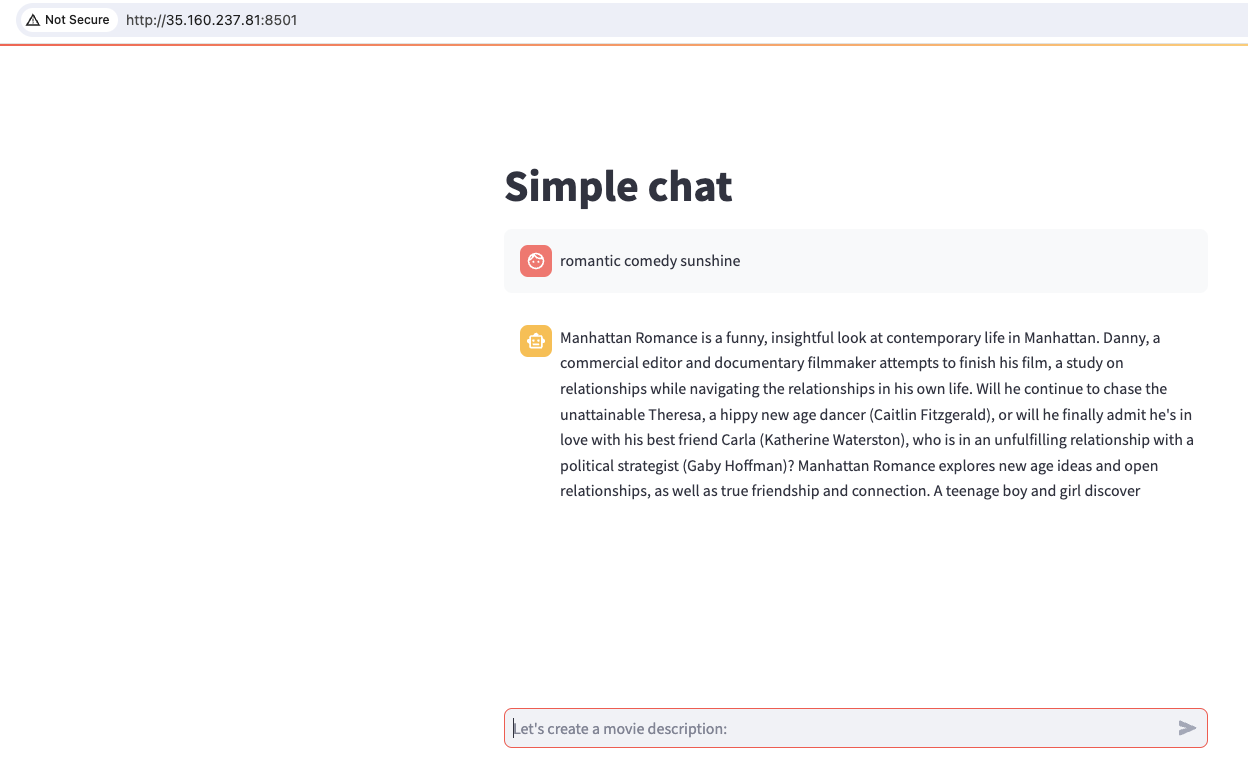 Not Secure http://35.160.237.81:8501
Simple chat
romantic comedy sunshine
Manhattan Romance is a funny, insightful look at contemporary life in Manhattan. Danny, a
commercial editor and documentary filmmaker attempts to finish his film, a study on
relationships while navigating the relationships in his own life. Will he continue to chase the
unattainable Theresa, a hippy new age dancer (Caitlin Fitzgerald), or will he finally admit he's in
love with his best friend Carla (Katherine Waterston), who is in an unfulfilling relationship with a
political strategist (Gaby Hoffman)? Manhattan Romance explores new age ideas and open
relationships, as well as true friendship and connection. A teenage boy and girl discover
Let's create a movie description: